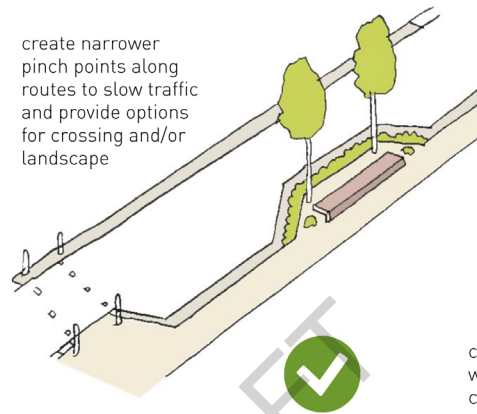 create narrower
pinch points along
routes to slow traffic
and provide options
for crossing and/or
landscape